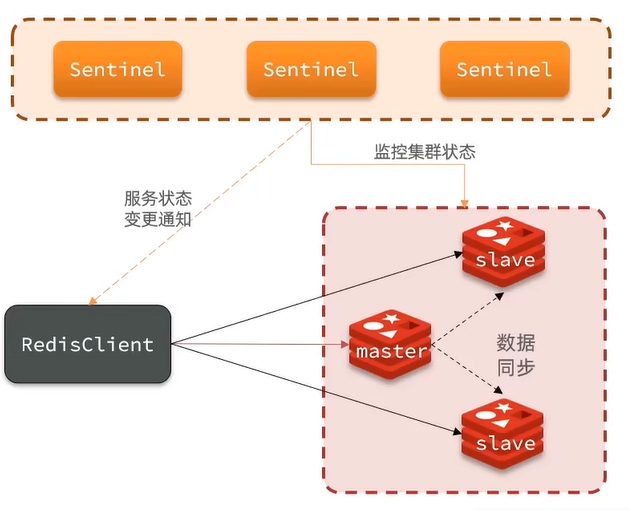 Sentinel
Sentinel
Sentinel
监控集群状态
服务状态
变更通知
slave
RedisClient
master
数据
同步
slave